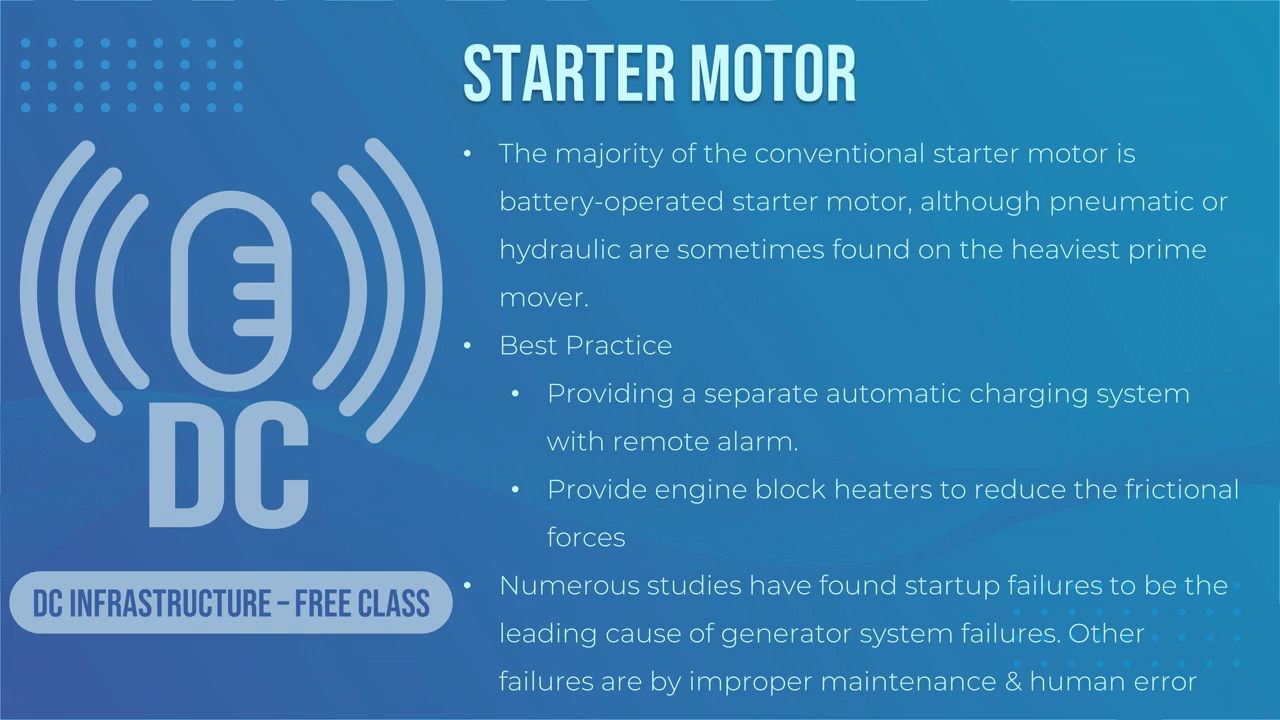 STARTER MOTOR
• The majority of the conventional starter motor is
battery-operated starter motor, although pneumatic or
hydraulic are sometimes found on the heaviest prime
mover.
• Best Practice
• Providing a separate automatic charging system
with remote alarm.
• Provide engine block heaters to reduce the frictional
forces
• Numerous studies have found startup failures to be the
leading cause of generator system failures. Other
failures are by improper maintenance & human error
DC
DC INFRASTRUCTURE – FREE CLASS